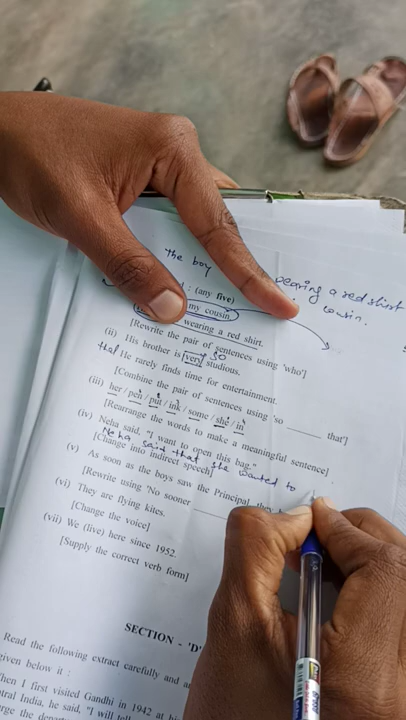 The boy wearing a red shirt
cousin.
: (any five)
my cousin
wearing a red shirt.
[Rewrite the pair of sentences using 'who']
so
(ii) His brother is very studious.
that He rarely finds time for entertainment.
[Combine the pair of sentences using 'so ______ that']
(iii) her / pen / put / ink / some / she / in
[Rearrange the words to make a meaningful sentence]
(iv) Neha said, "I want to open this bag."
Neha said that she wanted to
[Change into indirect speech]
(v) As soon as the boys saw the Principal, they
[Rewrite using 'No sooner ______
(vi) They are flying kites.
[Change the voice]
(vii) We (live) here since 1952.
[Supply the correct verb form]
SECTION - 'D'
Read the following extract carefully and
given below it :
When I first visited Gandhi in 1942 at his
ntral India, he said, "I will tell